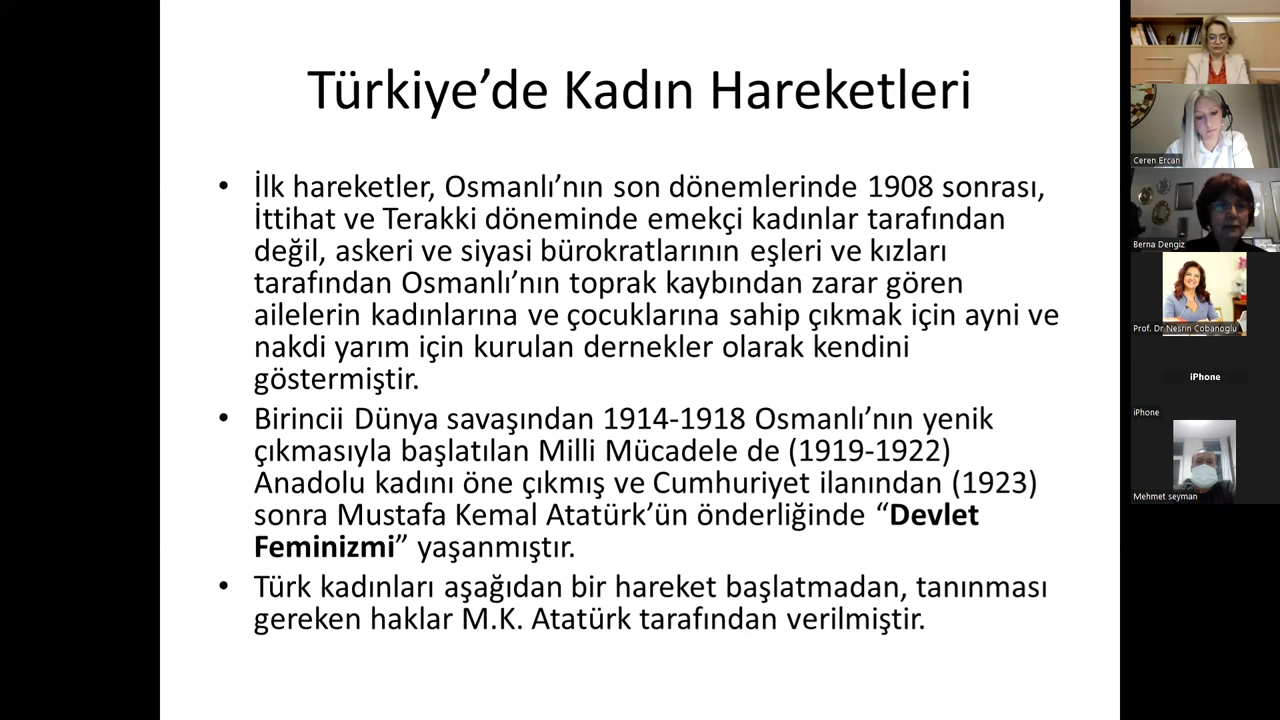 Türkiye’de Kadın Hareketleri
• İlk hareketler, Osmanlı’nın son dönemlerinde 1908 sonrası,
İttihat ve Terakki döneminde emekçi kadınlar tarafından
değil, askeri ve siyasi bürokratlarının eşleri ve kızları
tarafından Osmanlı’nın toprak kaybından zarar gören
ailelerin kadınlarına ve çocuklarına sahip çıkmak için ayni ve
nakdi yarım için kurulan dernekler olarak kendini
göstermiştir.
• Birincii Dünya savaşından 1914-1918 Osmanlı’nın yenik
çıkmasıyla başlatılan Milli Mücadele de (1919-1922)
Anadolu kadını öne çıkmış ve Cumhuriyet ilanından (1923)
sonra Mustafa Kemal Atatürk’ün önderliğinde “Devlet
Feminizmi” yaşanmıştır.
• Türk kadınları aşağıdan bir hareket başlatmadan, tanınması
gereken haklar M.K. Atatürk tarafından verilmiştir.
Ceren Ercan
Berna Dengiz
Prof. Dr Nesrin Cobanoglu
iPhone
iPhone
Mehmet seyman